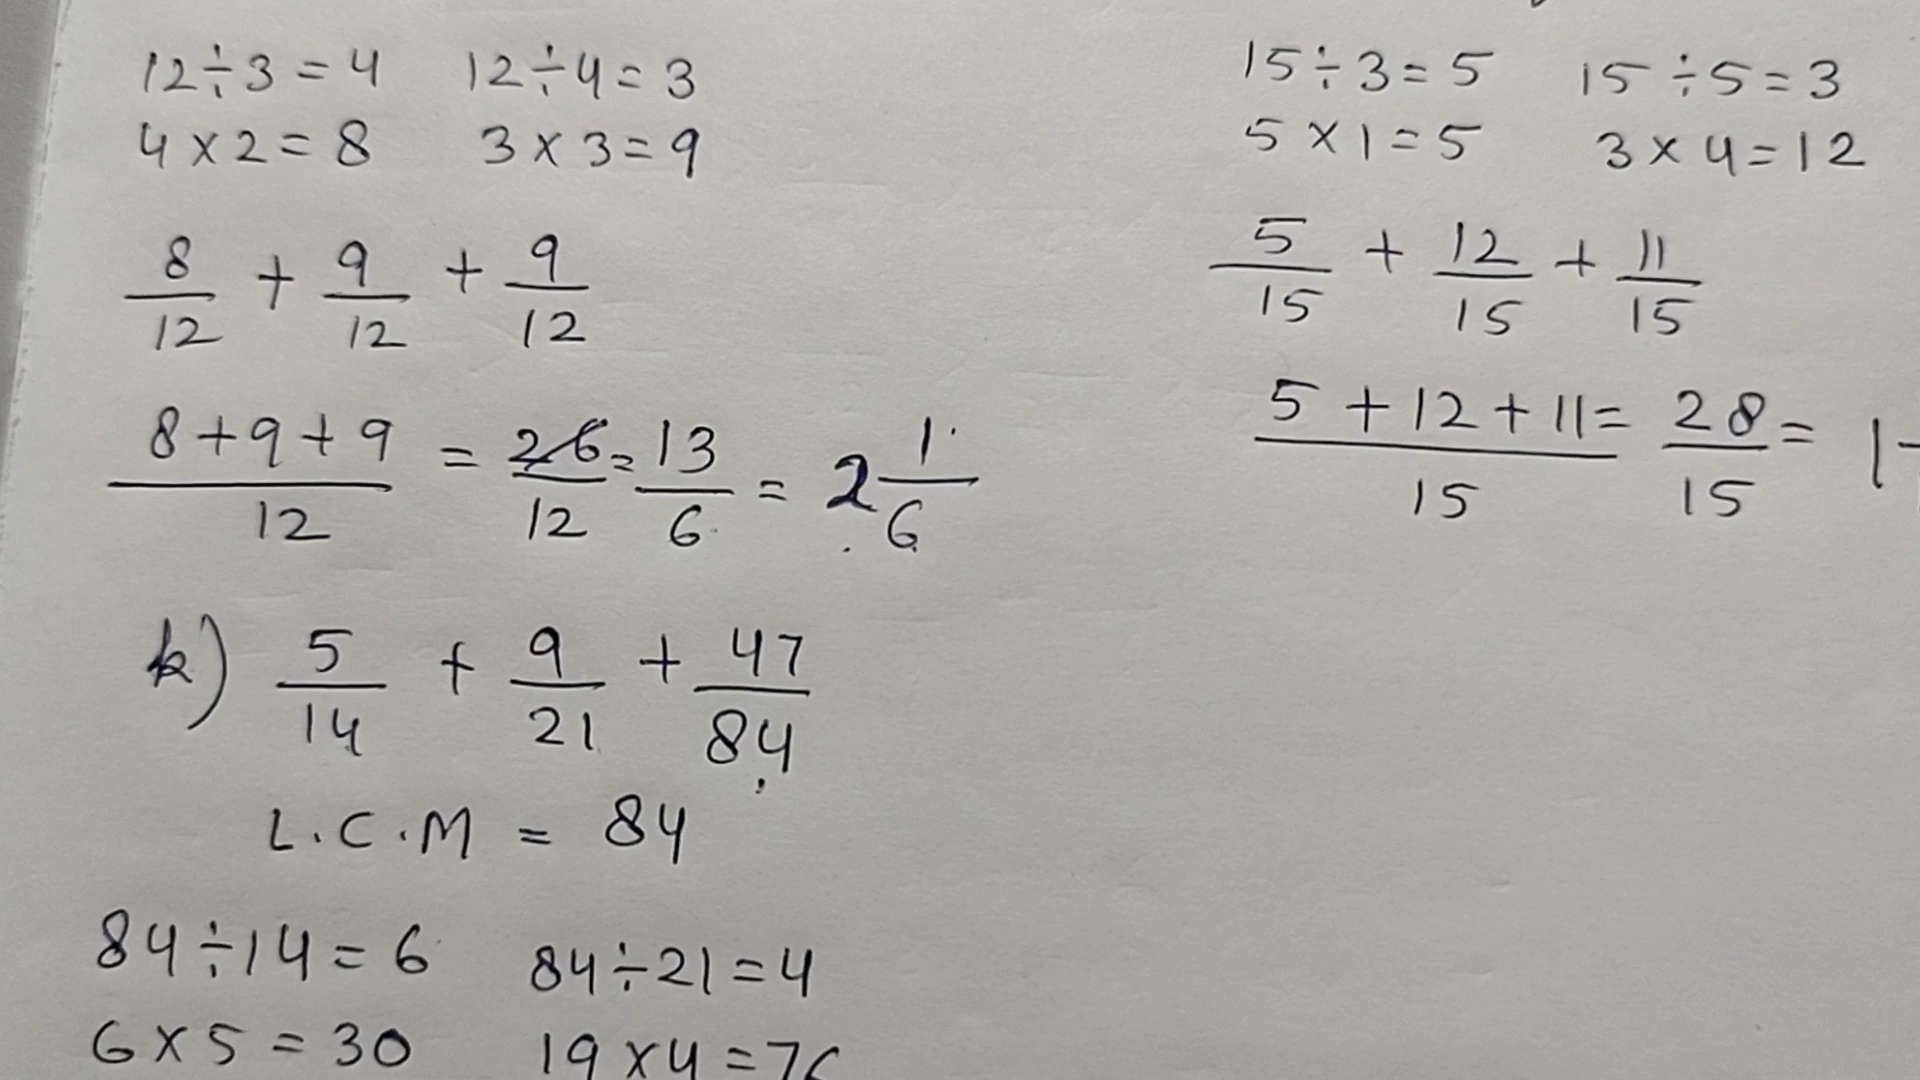 12÷3=4   12÷4=3
4×2=8   3×3=9
8/12 + 9/12 + 9/12
(8+9+9)/12 = 26/12 = 13/6 = 2 1/6
k) 5/14 + 9/21 + 47/84
L.C.M = 84
84÷14=6   84÷21=4
6×5=30   19×4=76
15÷3=5   15÷5=3
5×1=5   3×4=12
5/15 + 12/15 + 11/15
(5+12+11)/15 = 28/15 = 1